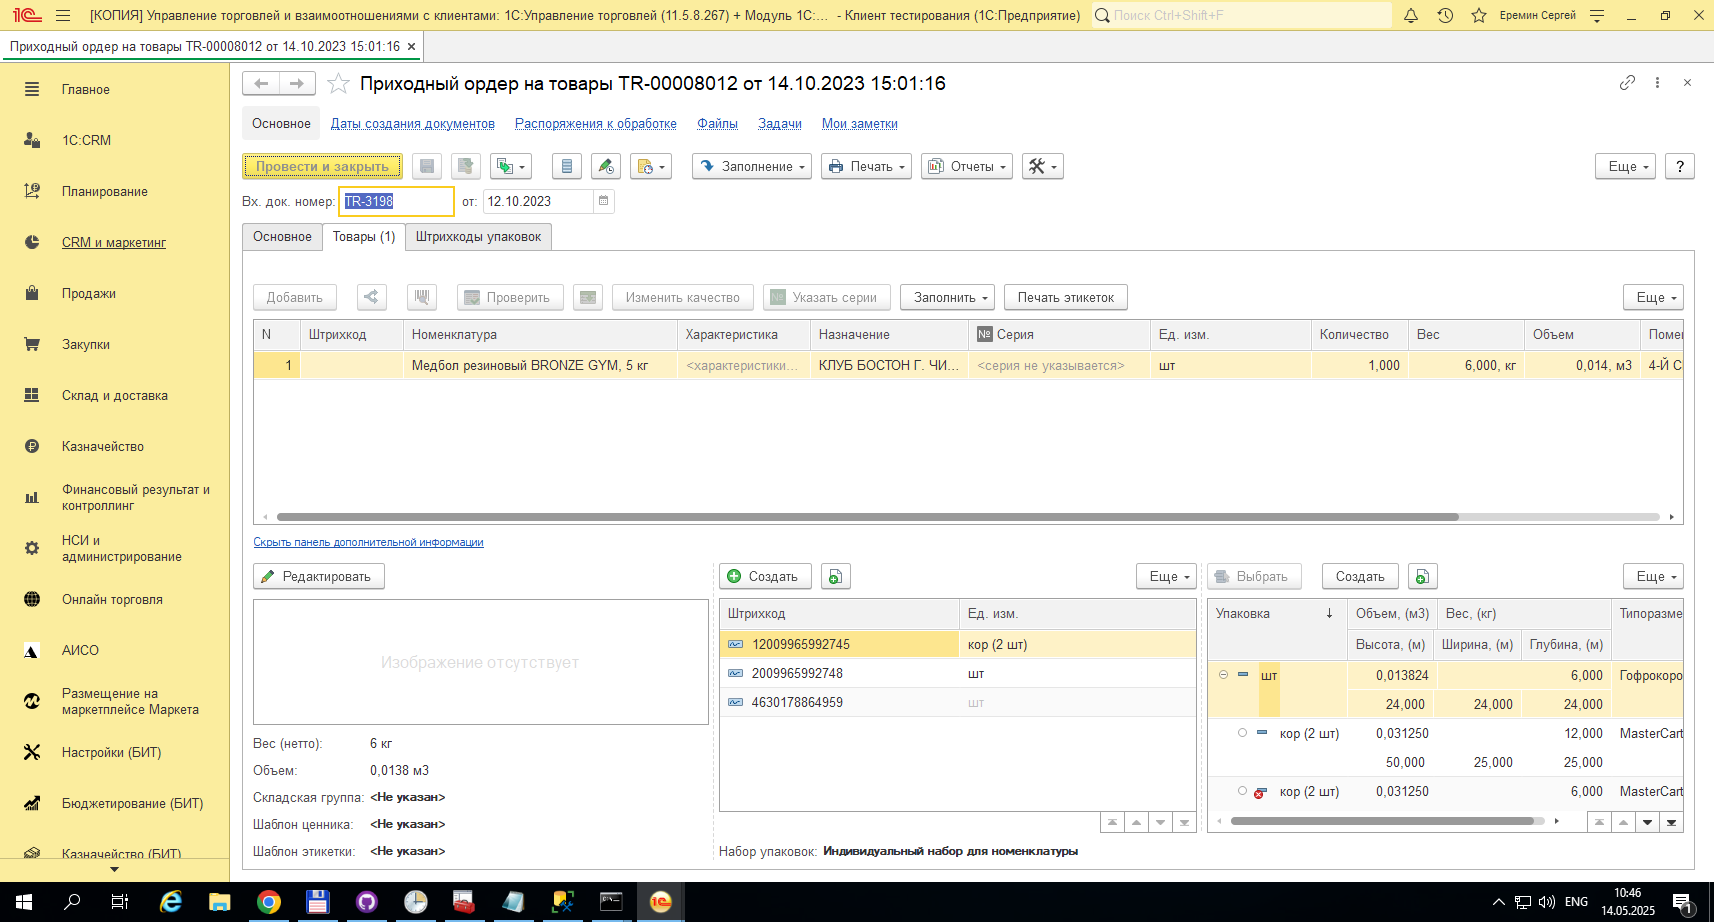 [КОПИЯ] Управление торговлей и взаимоотношениями с клиентами: 1С:Управление торговлей (11.5.8.267) + Модуль 1С:... - Клиент тестирования (1С:Предприятие)
Поиск Ctrl+Shift+F
Еремин Сергей
Приходный ордер на товары TR-00008012 от 14.10.2023 15:01:16 ×
Главное
1С:CRM
Планирование
CRM и маркетинг
Продажи
Закупки
Склад и доставка
Казначейство
Финансовый результат и
контроллинг
НСИ и
администрирование
Онлайн торговля
АИСО
Размещение на
маркетплейсе Маркета
Настройки (БИТ)
Бюджетирование (БИТ)
Казначейство (БИТ)
Приходный ордер на товары TR-00008012 от 14.10.2023 15:01:16
Основное Даты создания документов Распоряжения к обработке Файлы Задачи Мои заметки
Провести и закрыть Заполнение Печать Отчеты Еще ?
Вх. док. номер: TR-3198 от: 12.10.2023
Основное Товары (1) Штрихкоды упаковок
Добавить Проверить Изменить качество № Указать серии Заполнить Печать этикеток Еще
N Штрихкод Номенклатура Характеристика Назначение № Серия Ед. изм. Количество Вес Объем Помец
1 Медбол резиновый BRONZE GYM, 5 кг <характеристики... КЛУБ БОСТОН Г. ЧИ... <серия не указывается> шт 1,000 6,000, кг 0,014, м3 4-Й С
Скрыть панель дополнительной информации
Редактировать
Изображение отсутствует
Вес (нетто): 6 кг
Объем: 0,0138 м3
Складская группа: <Не указан>
Шаблон ценника: <Не указан>
Шаблон этикетки: <Не указан>
Создать Еще
Штрихкод Ед. изм.
12009965992745 кор (2 шт)
2009965992748 шт
4630178864959 шт
Набор упаковок: Индивидуальный набор для номенклатуры
Выбрать Создать Еще
Упаковка ↓ Объем, (м3) Вес, (кг) Типоразме
Высота, (м) Ширина, (м) Глубина, (м)
шт 0,013824 6,000 Гофрокоро
24,000 24,000 24,000
кор (2 шт) 0,031250 12,000 MasterCart
50,000 25,000 25,000
кор (2 шт) 0,031250 6,000 MasterCart
ENG
10:46
14.05.2025
1